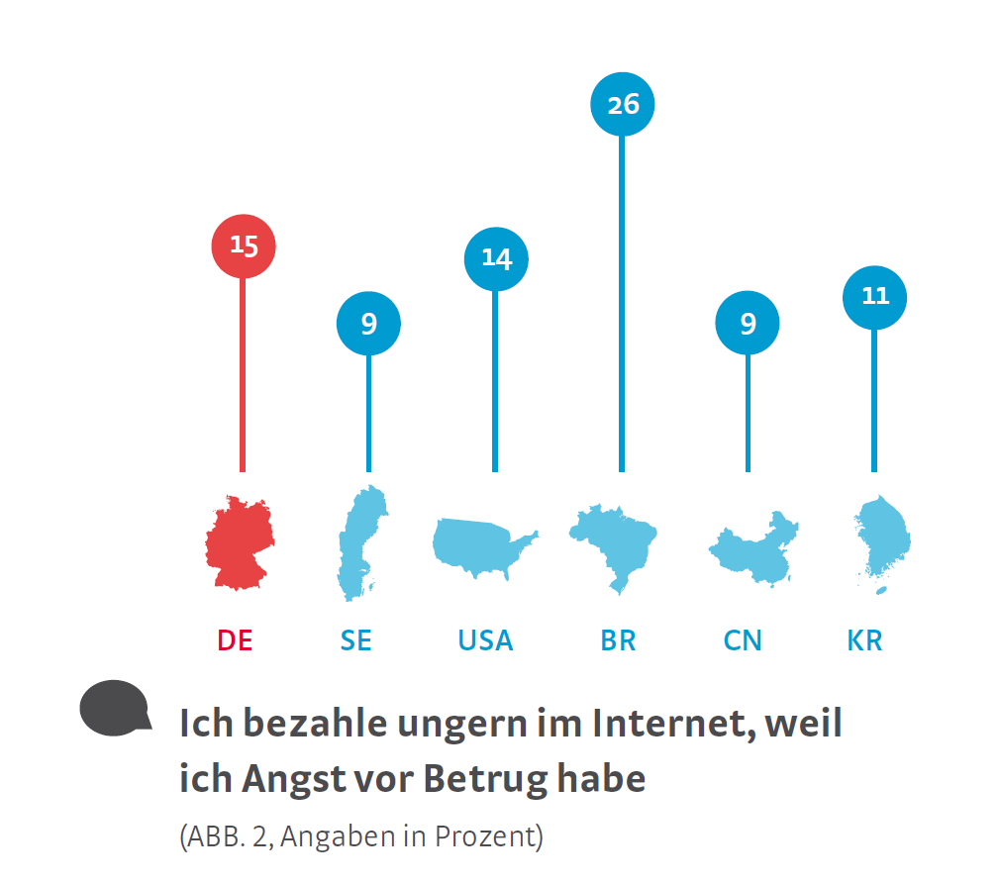 26
15
14
11
9
9
DE SE USA BR CN KR
Ich bezahle ungern im Internet, weil
ich Angst vor Betrug habe
(ABB. 2, Angaben in Prozent)